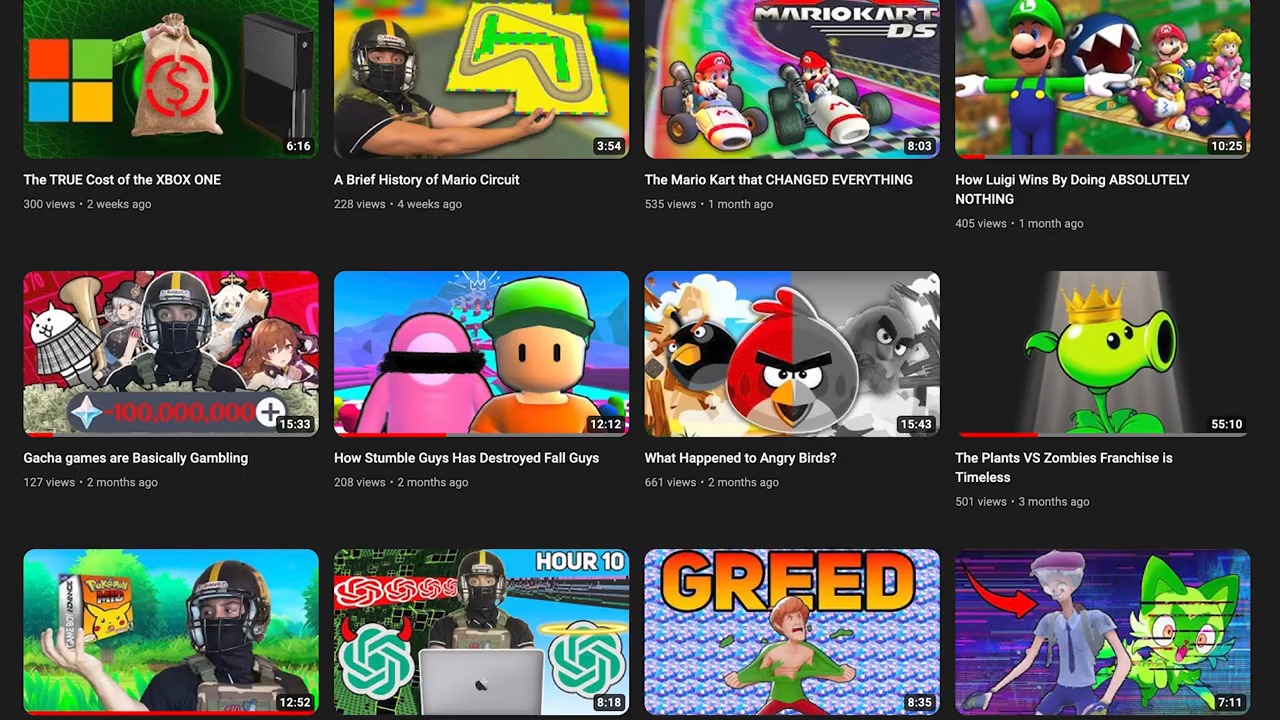 6:16
3:54
MARIOKART
DS
8:03
10:25
The TRUE Cost of the XBOX ONE
A Brief History of Mario Circuit
The Mario Kart that CHANGED EVERYTHING
How Luigi Wins By Doing ABSOLUTELY
NOTHING
300 views • 2 weeks ago
228 views • 4 weeks ago
535 views • 1 month ago
405 views • 1 month ago
-100,000,000
15:33
12:12
15:43
55:10
Gacha games are Basically Gambling
How Stumble Guys Has Destroyed Fall Guys
What Happened to Angry Birds?
The Plants VS Zombies Franchise is
Timeless
127 views • 2 months ago
208 views • 2 months ago
661 views • 2 months ago
501 views • 3 months ago
GAME BOY ADVANCE
POKéMON
MID
12:52
HOUR 10
8:18
GREED
8:35
7:11